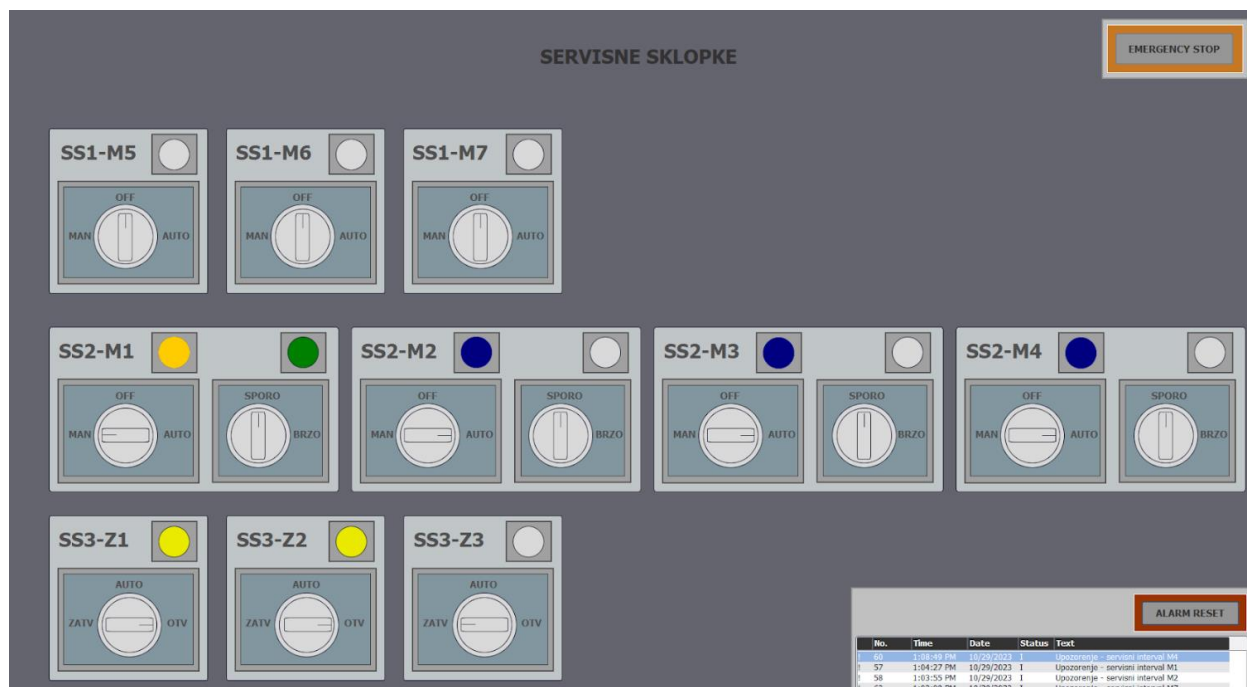 SERVISNE SKLOPKE
EMERGENCY STOP
SS1-M5
OFF
MAN
AUTO
SS1-M6
OFF
MAN
AUTO
SS1-M7
OFF
MAN
AUTO
SS2-M1
OFF
MAN
AUTO
SPORO
BRZO
SS2-M2
OFF
MAN
AUTO
SPORO
BRZO
SS2-M3
OFF
MAN
AUTO
SPORO
BRZO
SS2-M4
OFF
MAN
AUTO
SPORO
BRZO
SS3-Z1
AUTO
ZATV
OTV
SS3-Z2
AUTO
ZATV
OTV
SS3-Z3
AUTO
ZATV
OTV
ALARM RESET
No. Time Date Status Text
! 60 1:08:49 PM 10/29/2023 I Upozorenje - servisni interval M4
! 57 1:04:27 PM 10/29/2023 I Upozorenje - servisni interval M1
! 58 1:03:55 PM 10/29/2023 I Upozorenje - servisni interval M2